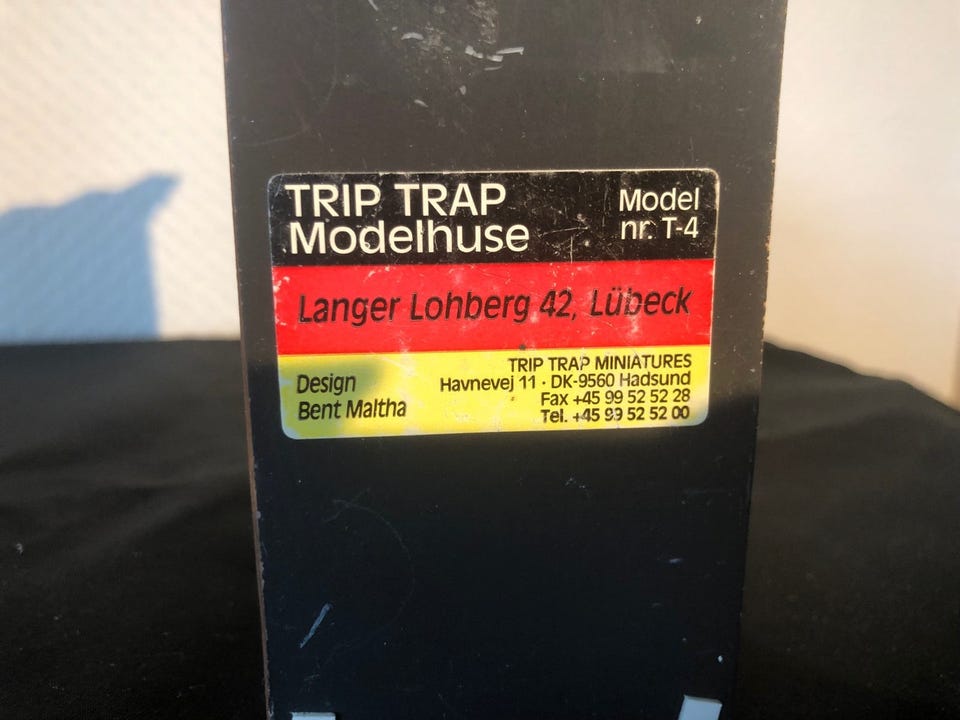 TRIP TRAP
Modelhuse
Model
nr. T-4
Langer Lohberg 42, Lübeck
Design
Bent Maltha
TRIP TRAP MINIATURES
Havnevej 11 · DK-9560 Hadsund
Fax +45 99 52 52 28
Tel. +45 99 52 52 00